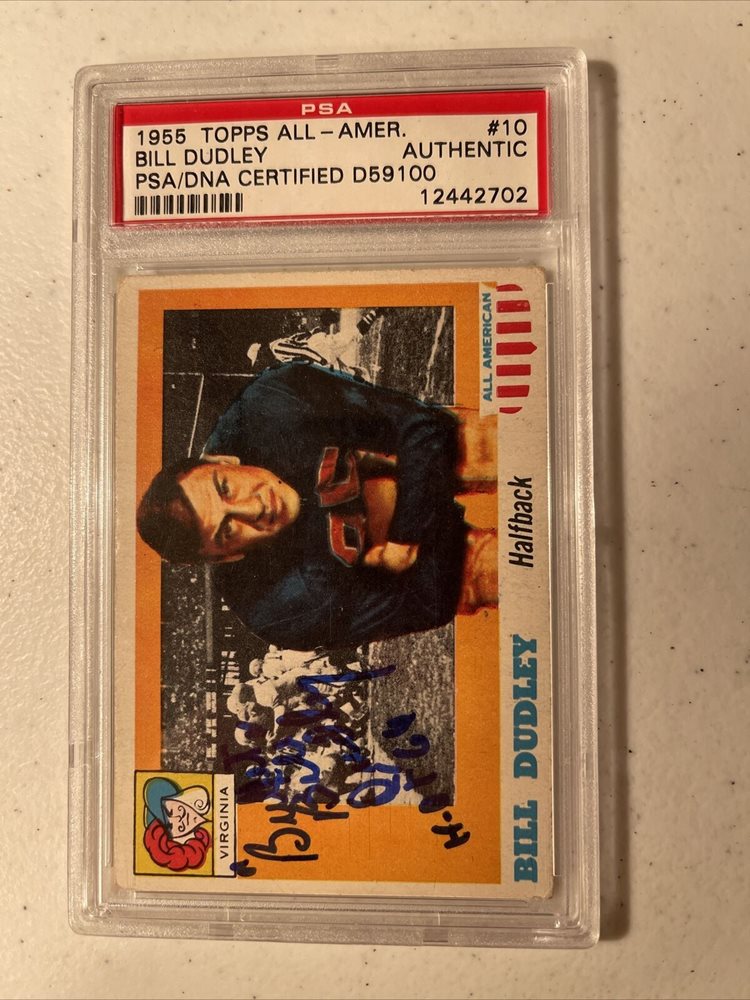 PSA
1955 TOPPS ALL-AMER. #10
BILL DUDLEY AUTHENTIC
PSA/DNA CERTIFIED D59100
12442702
ALL AMERICAN
VIRGINIA
BILL DUDLEY Halfback